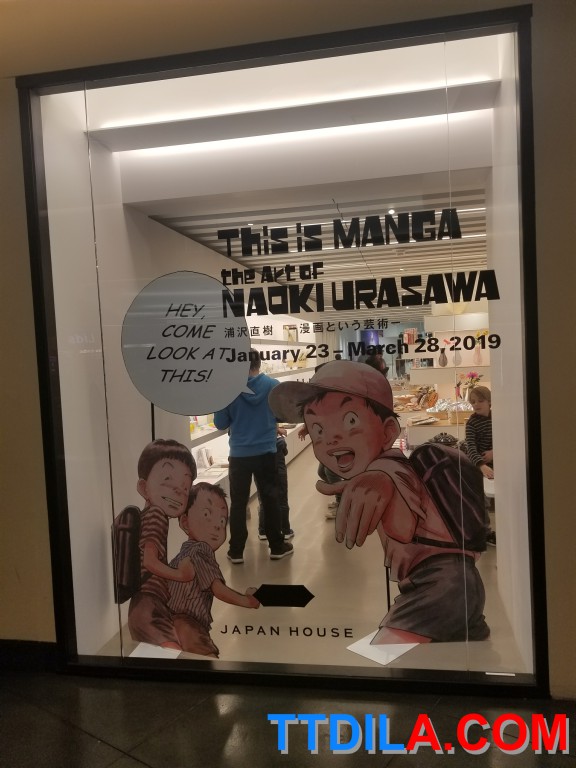 This is MANGA
the Art of
NAOKI URASAWA
浦沢直樹 ー漫画という芸術ー
January 23 – March 28, 2019
HEY,
COME
LOOK AT
THIS!
JAPAN HOUSE
TTDILA.COM